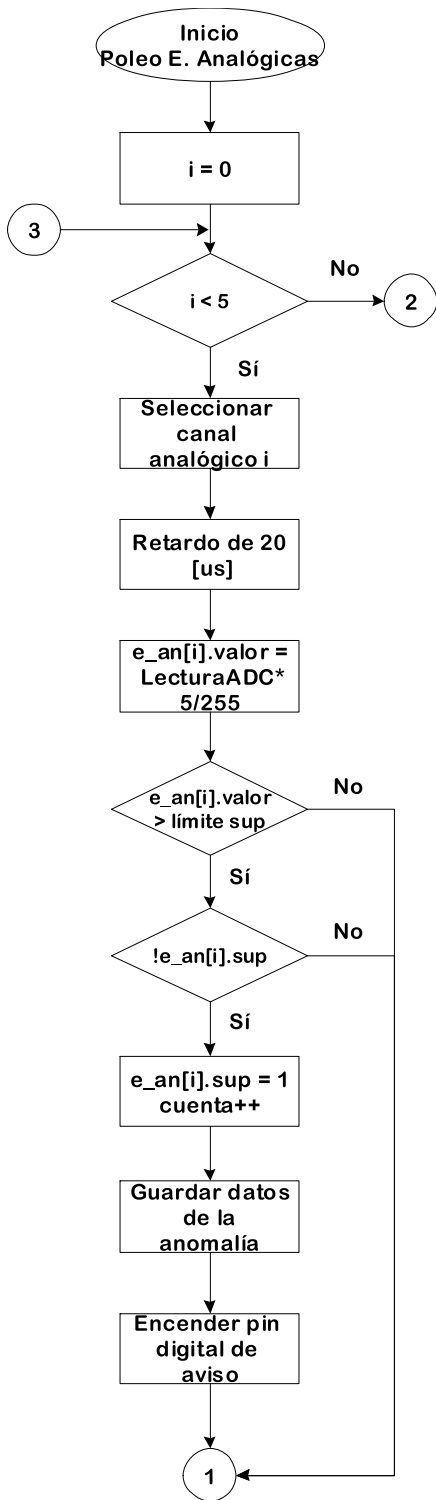 Inicio
Poleo E. Analógicas
i = 0
3
i < 5
No
2
Sí
Seleccionar
canal
analógico i
Retardo de 20
[us]
e_an[i].valor =
LecturaADC*
5/255
e_an[i].valor
> límite sup
No
Sí
!e_an[i].sup
No
Sí
e_an[i].sup = 1
cuenta++
Guardar datos
de la
anomalía
Encender pin
digital de
aviso
1